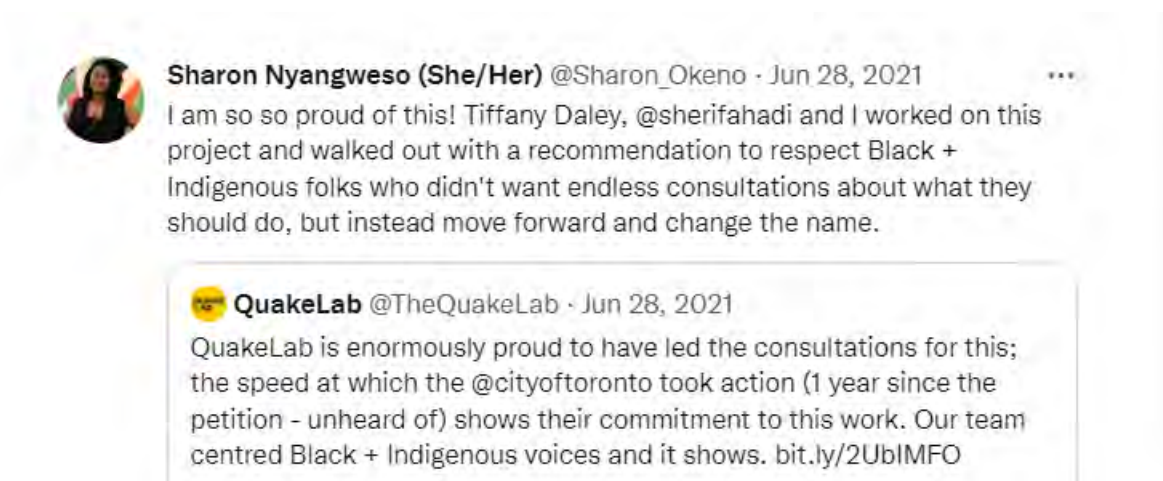 Sharon Nyangweso (She/Her) @Sharon_Okeno · Jun 28, 2021 ...
I am so so proud of this! Tiffany Daley, @sherifahadi and I worked on this
project and walked out with a recommendation to respect Black +
Indigenous folks who didn't want endless consultations about what they
should do, but instead move forward and change the name.
QuakeLab @TheQuakeLab · Jun 28, 2021
QuakeLab is enormously proud to have led the consultations for this;
the speed at which the @cityoftoronto took action (1 year since the
petition - unheard of) shows their commitment to this work. Our team
centred Black + Indigenous voices and it shows. bit.ly/2UbIMFO